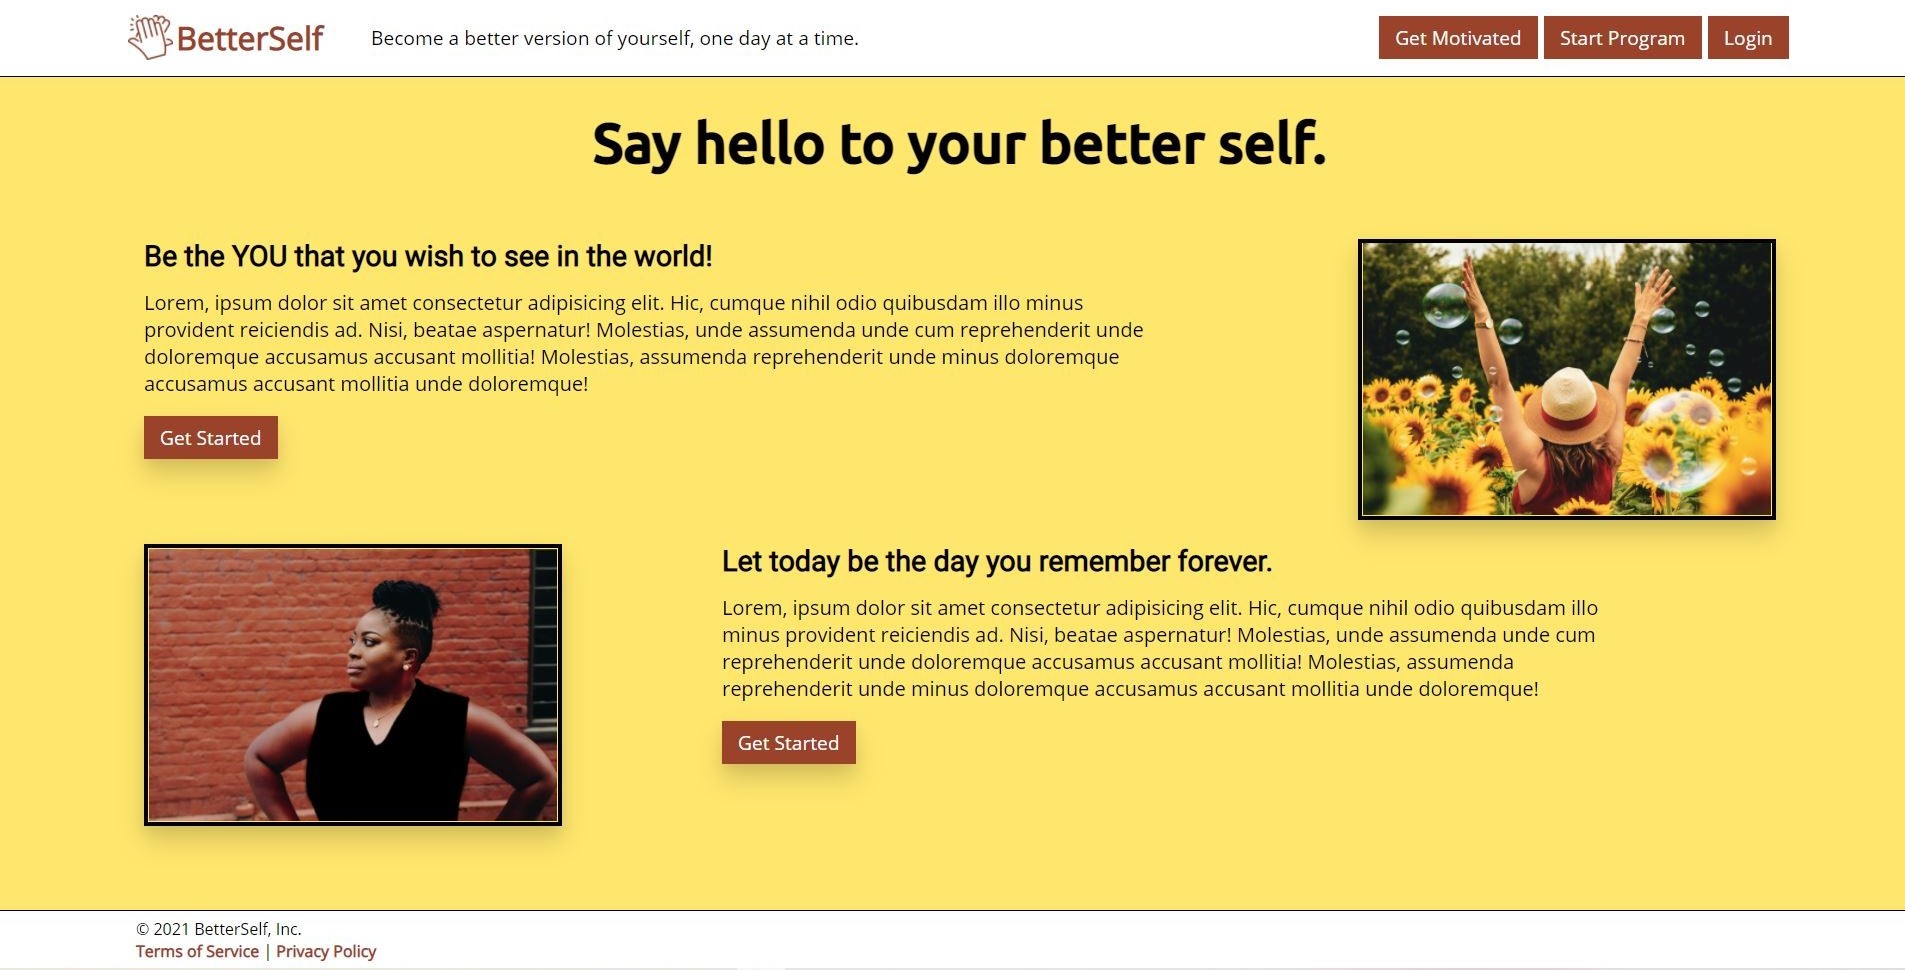 BetterSelf
Become a better version of yourself, one day at a time.
Get Motivated
Start Program
Login
Say hello to your better self.
Be the YOU that you wish to see in the world!
Lorem, ipsum dolor sit amet consectetur adipisicing elit. Hic, cumque nihil odio quibusdam illo minus
provident reiciendis ad. Nisi, beatae aspernatur! Molestias, unde assumenda unde cum reprehenderit unde
doloremque accusamus accusant mollitia! Molestias, assumenda reprehenderit unde minus doloremque
accusamus accusant mollitia unde doloremque!
Get Started
Let today be the day you remember forever.
Lorem, ipsum dolor sit amet consectetur adipisicing elit. Hic, cumque nihil odio quibusdam illo
minus provident reiciendis ad. Nisi, beatae aspernatur! Molestias, unde assumenda unde cum
reprehenderit unde doloremque accusamus accusant mollitia! Molestias, assumenda
reprehenderit unde minus doloremque accusamus accusant mollitia unde doloremque!
Get Started
© 2021 BetterSelf, Inc.
Terms of Service | Privacy Policy